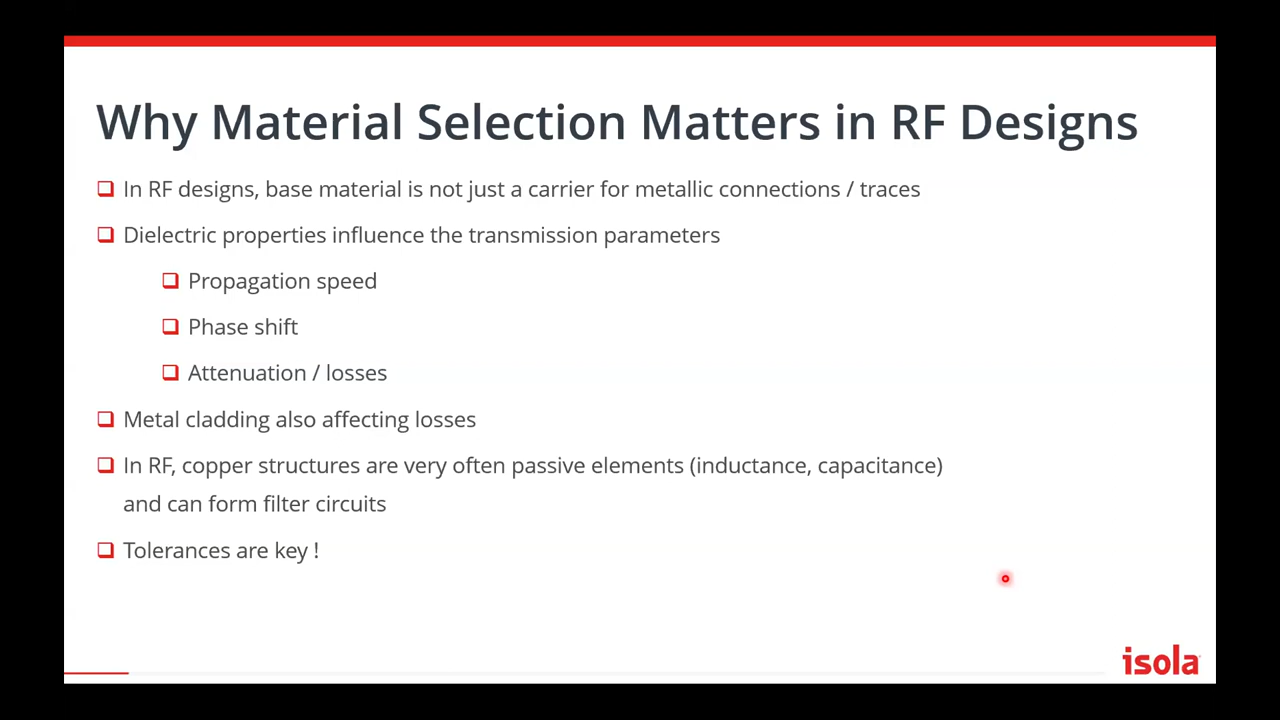 Why Material Selection Matters in RF Designs
In RF designs, base material is not just a carrier for metallic connections / traces
Dielectric properties influence the transmission parameters
Propagation speed
Phase shift
Attenuation / losses
Metal cladding also affecting losses
In RF, copper structures are very often passive elements (inductance, capacitance)
and can form filter circuits
Tolerances are key !
isola